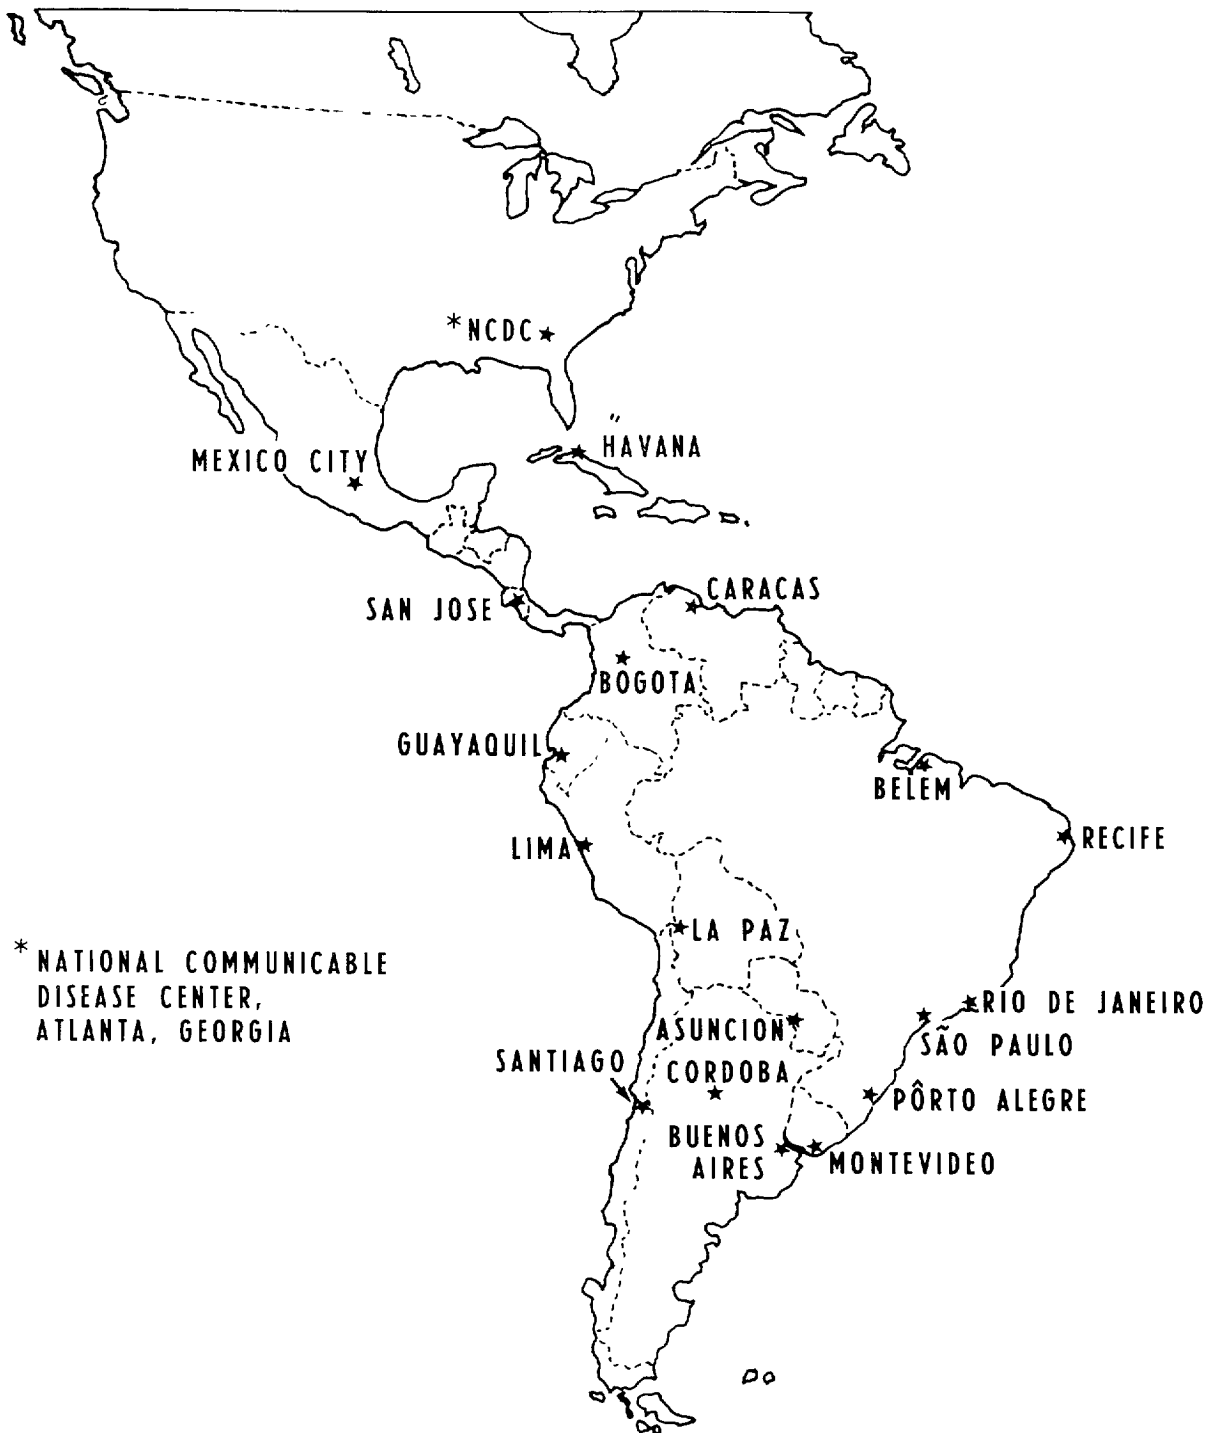 *NCDC
HAVANA
MEXICO CITY
CARACAS
SAN JOSE
BOGOTA
GUAYAQUIL
BELEM
RECIFE
LIMA
LA PAZ
*NATIONAL COMMUNICABLE
DISEASE CENTER,
ATLANTA, GEORGIA
RIO DE JANEIRO
ASUNCION
SÃO PAULO
SANTIAGO
CORDOBA
PÔRTO ALEGRE
BUENOS
AIRES
MONTEVIDEO